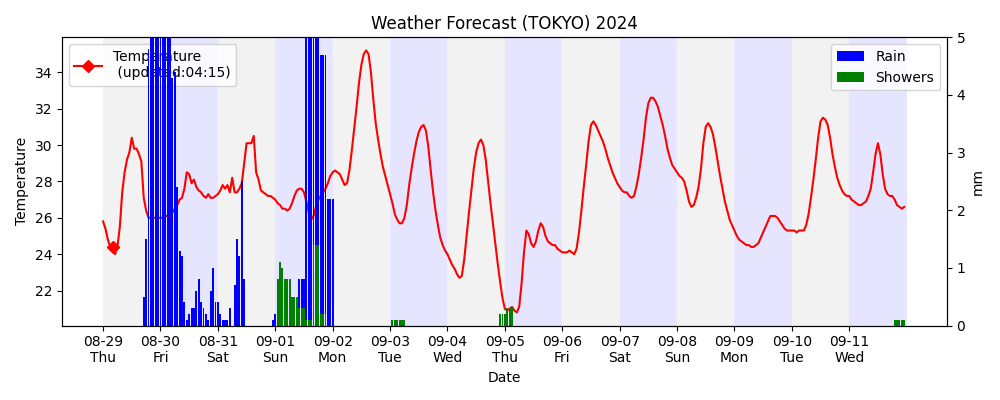 Weather Forecast (TOKYO) 2024
Temperature
(updated:04:15)
Rain
Showers
34
32
30
28
26
24
22
Temperature
5
4
3
2
1
0
mm
08-29 08-30 08-31 09-01 09-02 09-03 09-04 09-05 09-06 09-07 09-08 09-09 09-10 09-11
Thu Fri Sat Sun Mon Tue Wed Thu Fri Sat Sun Mon Tue Wed
Date